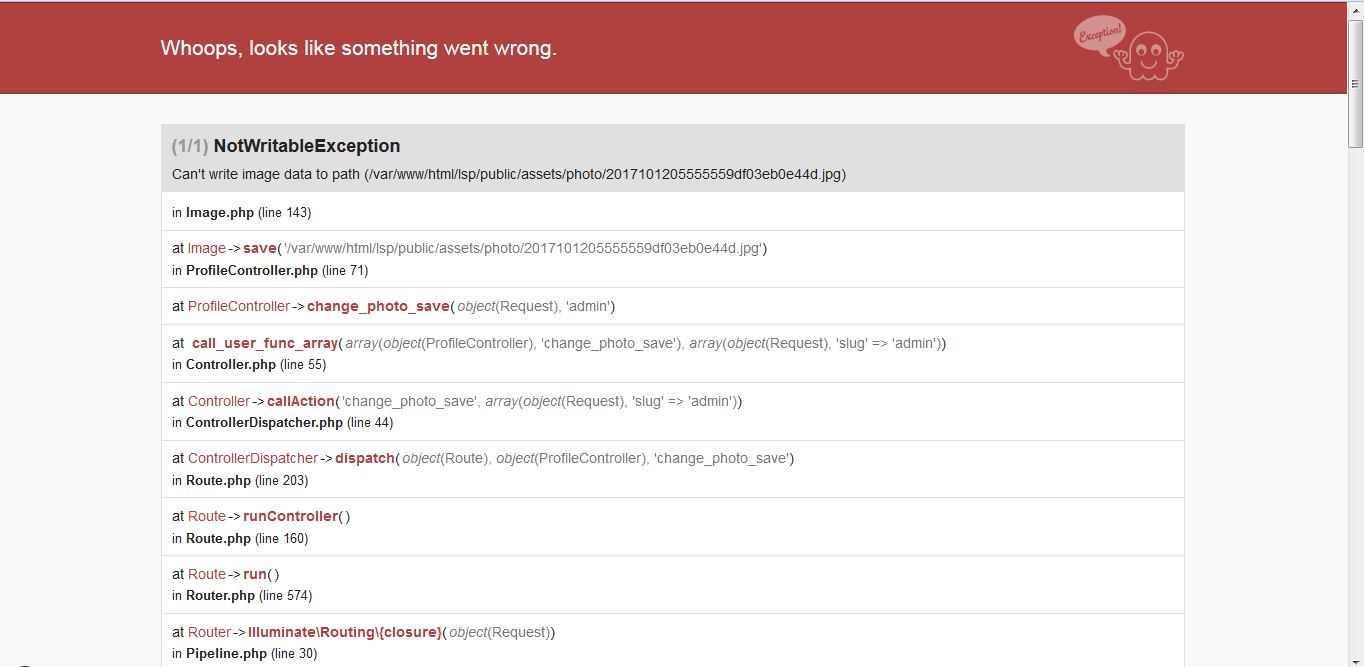 Whoops, looks like something went wrong.
Exception!
(1/1) NotWritableException
Can't write image data to path (/var/www/html/lsp/public/assets/photo/2017101205555559df03eb0e44d.jpg)
in Image.php (line 143)
at Image->save('/var/www/html/lsp/public/assets/photo/2017101205555559df03eb0e44d.jpg')
in ProfileController.php (line 71)
at ProfileController->change_photo_save(object(Request), 'admin')
at call_user_func_array(array(object(ProfileController), 'change_photo_save'), array(object(Request), 'slug' => 'admin'))
in Controller.php (line 55)
at Controller->callAction('change_photo_save', array(object(Request), 'slug' => 'admin'))
in ControllerDispatcher.php (line 44)
at ControllerDispatcher->dispatch(object(Route), object(ProfileController), 'change_photo_save')
in Route.php (line 203)
at Route->runController()
in Route.php (line 160)
at Route->run()
in Router.php (line 574)
at Router->Illuminate\Routing\{closure}(object(Request))
in Pipeline.php (line 30)